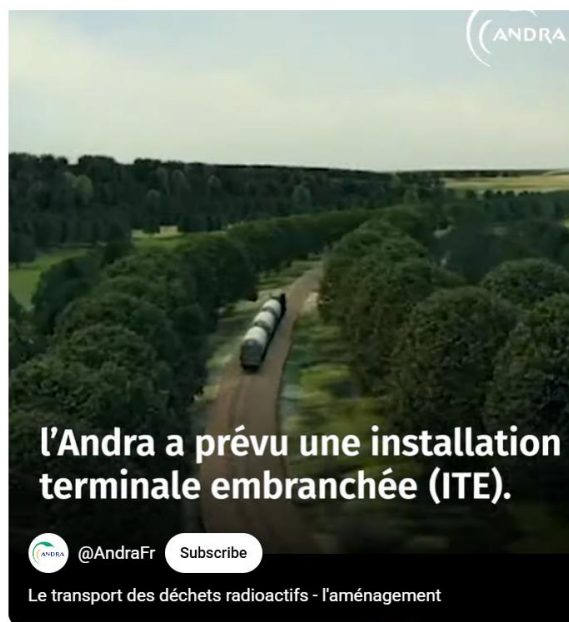 ANDRA
l'Andra a prévu une installation
terminale embranchée (ITE).
ANDRA
@AndraFr
Subscribe
Le transport des déchets radioactifs - l'aménagement